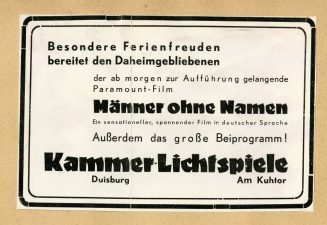 Besondere Ferienfreuden
bereitet den Daheimgebliebenen
der ab morgen zur Aufführung gelangende
Paramount-Film
Männer ohne Namen
Ein sensationeller, spannender Film in deutscher Sprache
Außerdem das große Beiprogramm!
Kammer-Lichtspiele
Duisburg Am Kuhtor